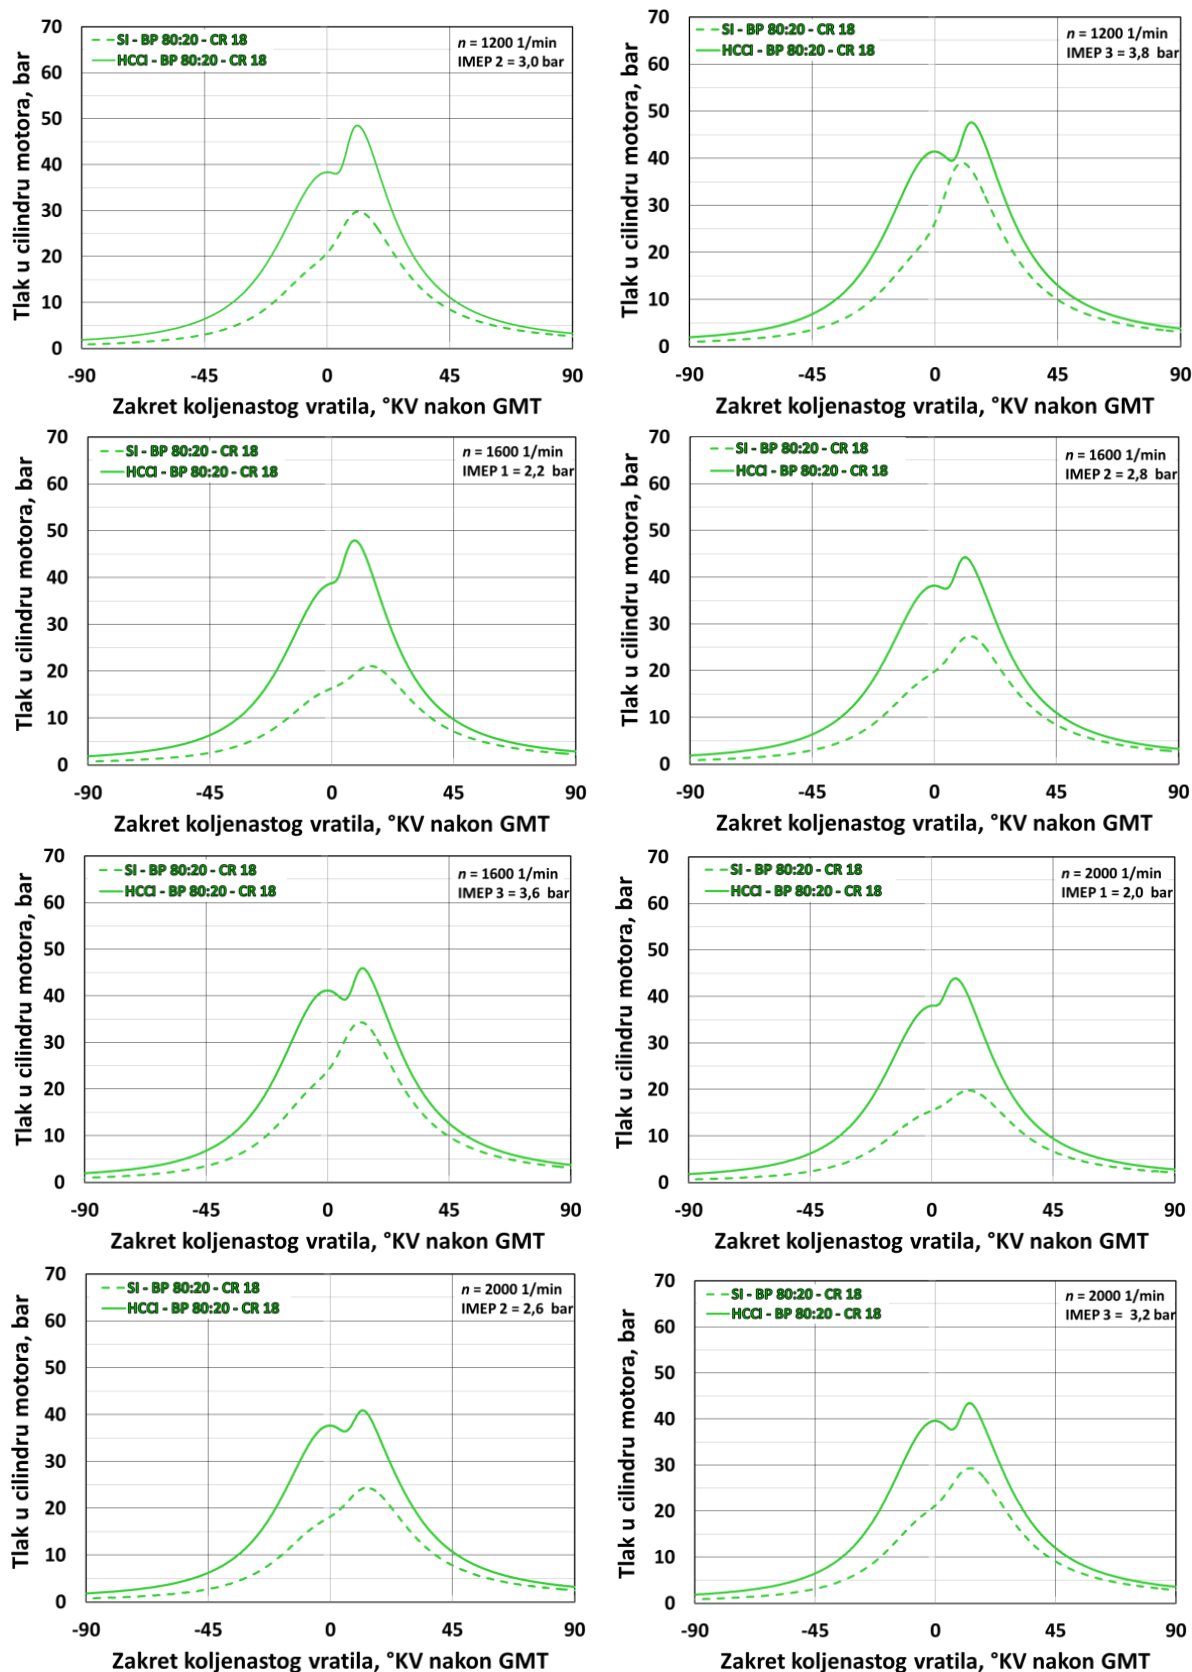 70
60
50
40
30
20
10
0
SI - BP 80:20 - CR 18
HCCI - BP 80:20 - CR 18
n = 1200 1/min
IMEP 2 = 3,0 bar
Tlak u cilindru motora, bar
-90 -45 0 45 90
Zakret koljenastog vratila, °KV nakon GMT
70
60
50
40
30
20
10
0
SI - BP 80:20 - CR 18
HCCI - BP 80:20 - CR 18
n = 1200 1/min
IMEP 3 = 3,8 bar
Tlak u cilindru motora, bar
-90 -45 0 45 90
Zakret koljenastog vratila, °KV nakon GMT
70
60
50
40
30
20
10
0
SI - BP 80:20 - CR 18
HCCI - BP 80:20 - CR 18
n = 1600 1/min
IMEP 1 = 2,2 bar
Tlak u cilindru motora, bar
-90 -45 0 45 90
Zakret koljenastog vratila, °KV nakon GMT
70
60
50
40
30
20
10
0
SI - BP 80:20 - CR 18
HCCI - BP 80:20 - CR 18
n = 1600 1/min
IMEP 2 = 2,8 bar
Tlak u cilindru motora, bar
-90 -45 0 45 90
Zakret koljenastog vratila, °KV nakon GMT
70
60
50
40
30
20
10
0
SI - BP 80:20 - CR 18
HCCI - BP 80:20 - CR 18
n = 1600 1/min
IMEP 3 = 3,6 bar
Tlak u cilindru motora, bar
-90 -45 0 45 90
Zakret koljenastog vratila, °KV nakon GMT
70
60
50
40
30
20
10
0
SI - BP 80:20 - CR 18
HCCI - BP 80:20 - CR 18
n = 2000 1/min
IMEP 1 = 2,0 bar
Tlak u cilindru motora, bar
-90 -45 0 45 90
Zakret koljenastog vratila, °KV nakon GMT
70
60
50
40
30
20
10
0
SI - BP 80:20 - CR 18
HCCI - BP 80:20 - CR 18
n = 2000 1/min
IMEP 2 = 2,6 bar
Tlak u cilindru motora, bar
-90 -45 0 45 90
Zakret koljenastog vratila, °KV nakon GMT
70
60
50
40
30
20
10
0
SI - BP 80:20 - CR 18
HCCI - BP 80:20 - CR 18
n = 2000 1/min
IMEP 3 = 3,2 bar
Tlak u cilindru motora, bar
-90 -45 0 45 90
Zakret koljenastog vratila, °KV nakon GMT